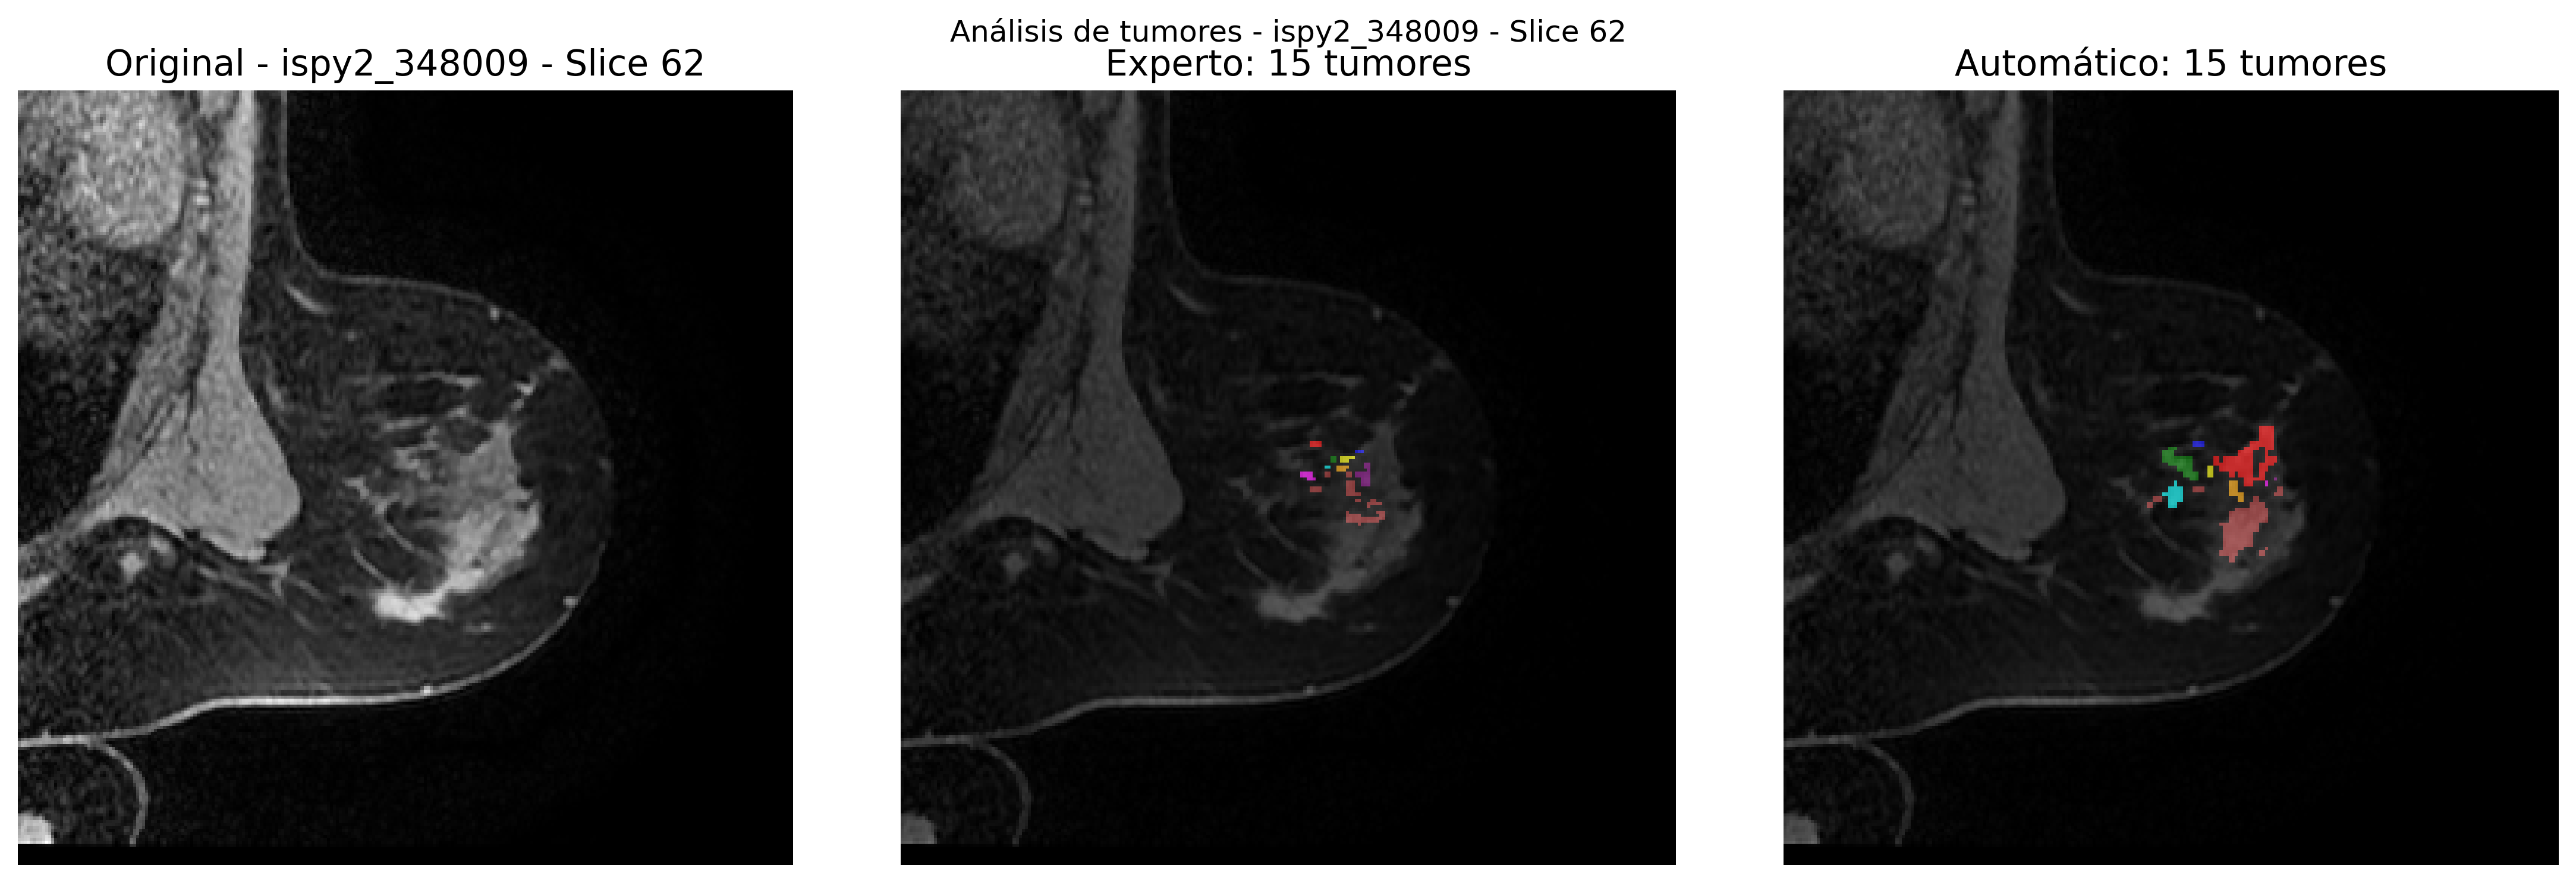 Análisis de tumores - ispy2_348009 - Slice 62
Original - ispy2_348009 - Slice 62
Experto: 15 tumores
Automático: 15 tumores